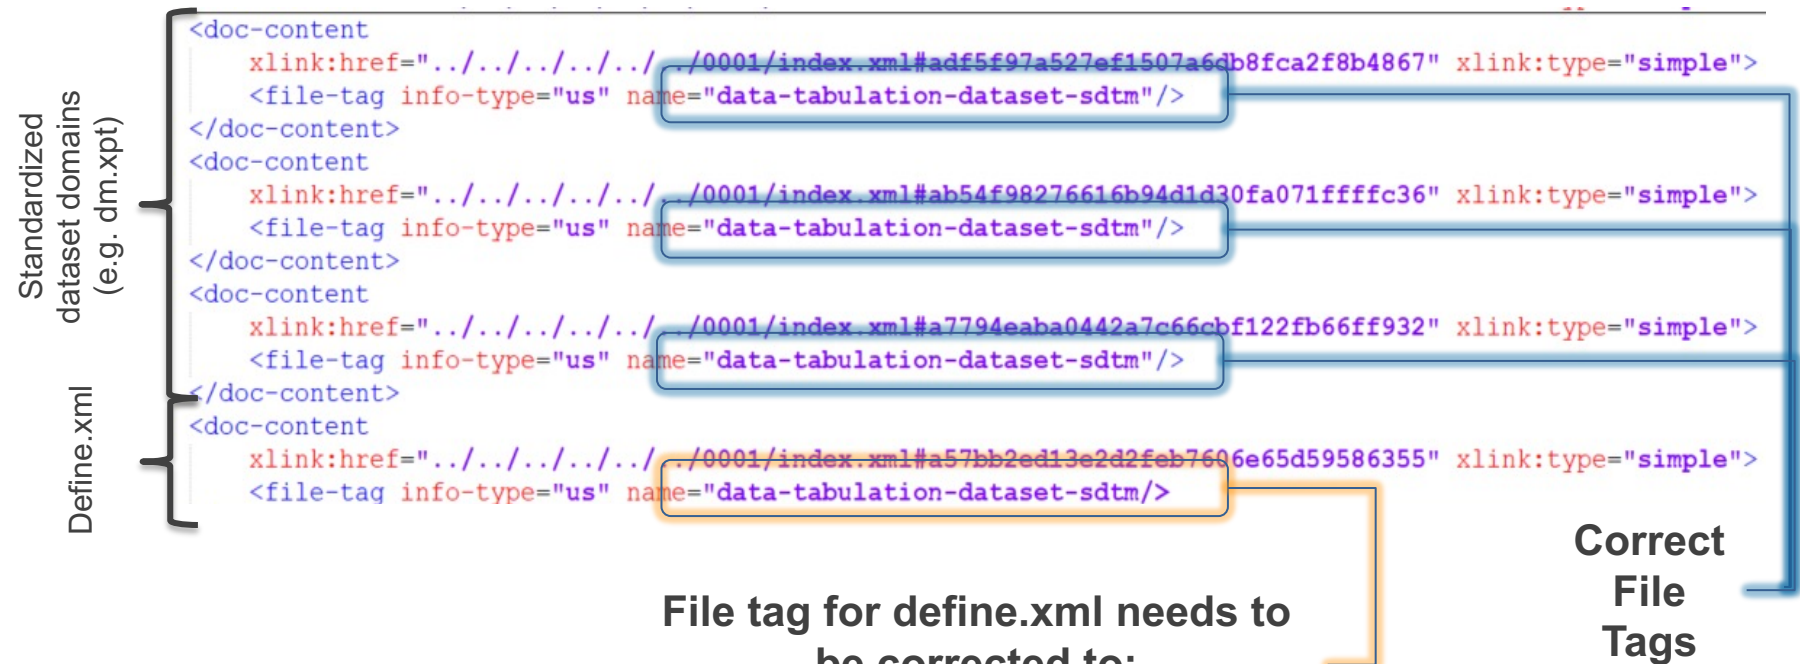 <doc-content
xlink:href="../../../../../../0001/index.xml#adf5f97a527ef1507a6db8fca2f8b4867" xlink:type="simple">
<file-tag info-type="us" name="data-tabulation-dataset-sdtm"/>
</doc-content>
<doc-content
xlink:href="../../../../../../0001/index.xml#ab54f98276616b94d1d30fa071ffffc36" xlink:type="simple">
<file-tag info-type="us" name="data-tabulation-dataset-sdtm"/>
</doc-content>
<doc-content
xlink:href="../../../../../../0001/index.xml#a7794eaba0442a7c66cbf122fb66ff932" xlink:type="simple">
<file-tag info-type="us" name="data-tabulation-dataset-sdtm"/>
</doc-content>
<doc-content
xlink:href="../../../../../../0001/index.xml#a57bb2ed13e2d2feb7606e65d59586355" xlink:type="simple">
<file-tag info-type="us" name="data-tabulation-dataset-sdtm/>
Standardized
dataset domains
(e.g. dm.xpt)
Define.xml
Correct
File
Tags
File tag for define.xml needs to
be corrected to: